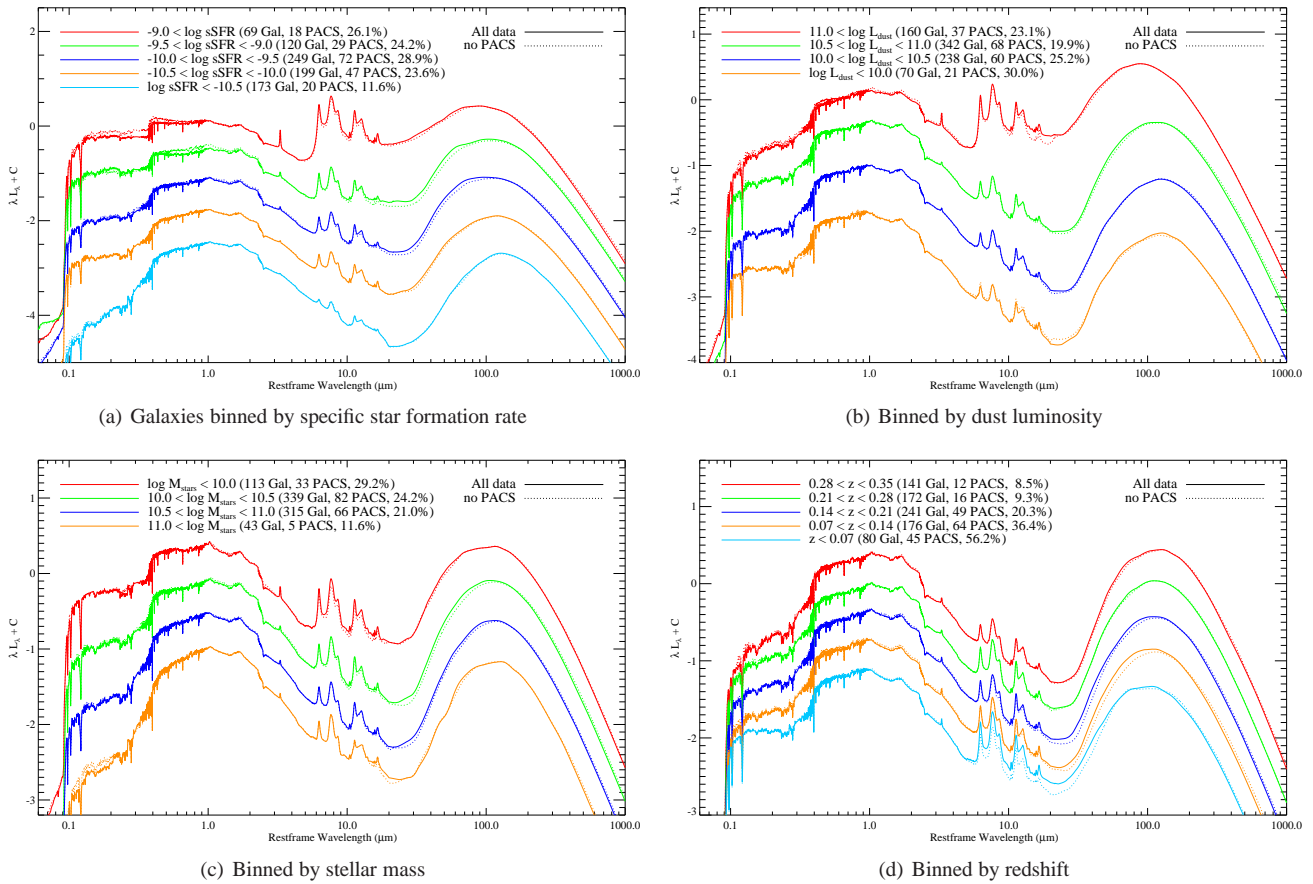 -9.0 < log sSFR (69 Gal, 18 PACS, 26.1%)
-9.5 < log sSFR < -9.0 (120 Gal, 29 PACS, 24.2%)
-10.0 < log sSFR < -9.5 (249 Gal, 72 PACS, 28.9%)
-10.5 < log sSFR < -10.0 (199 Gal, 47 PACS, 23.6%)
log sSFR < -10.5 (173 Gal, 20 PACS, 11.6%)
All data
no PACS
2
0
-2
-4
λ Lλ + C
0.1 1.0 10.0 100.0 1000.0
Restframe Wavelength (μm)
(a) Galaxies binned by specific star formation rate
11.0 < log Ldust (160 Gal, 37 PACS, 23.1%)
10.5 < log Ldust < 11.0 (342 Gal, 68 PACS, 19.9%)
10.0 < log Ldust < 10.5 (238 Gal, 60 PACS, 25.2%)
log Ldust < 10.0 (70 Gal, 21 PACS, 30.0%)
All data
no PACS
1
0
-1
-2
-3
-4
λ Lλ + C
0.1 1.0 10.0 100.0 1000.0
Restframe Wavelength (μm)
(b) Binned by dust luminosity
log Mstars < 10.0 (113 Gal, 33 PACS, 29.2%)
10.0 < log Mstars < 10.5 (339 Gal, 82 PACS, 24.2%)
10.5 < log Mstars < 11.0 (315 Gal, 66 PACS, 21.0%)
11.0 < log Mstars (43 Gal, 5 PACS, 11.6%)
All data
no PACS
1
0
-1
-2
-3
λ Lλ + C
0.1 1.0 10.0 100.0 1000.0
Restframe Wavelength (μm)
(c) Binned by stellar mass
0.28 < z < 0.35 (141 Gal, 12 PACS, 8.5%)
0.21 < z < 0.28 (172 Gal, 16 PACS, 9.3%)
0.14 < z < 0.21 (241 Gal, 49 PACS, 20.3%)
0.07 < z < 0.14 (176 Gal, 64 PACS, 36.4%)
z < 0.07 (80 Gal, 45 PACS, 56.2%)
All data
no PACS
1
0
-1
-2
-3
λ Lλ + C
0.1 1.0 10.0 100.0 1000.0
Restframe Wavelength (μm)
(d) Binned by redshift